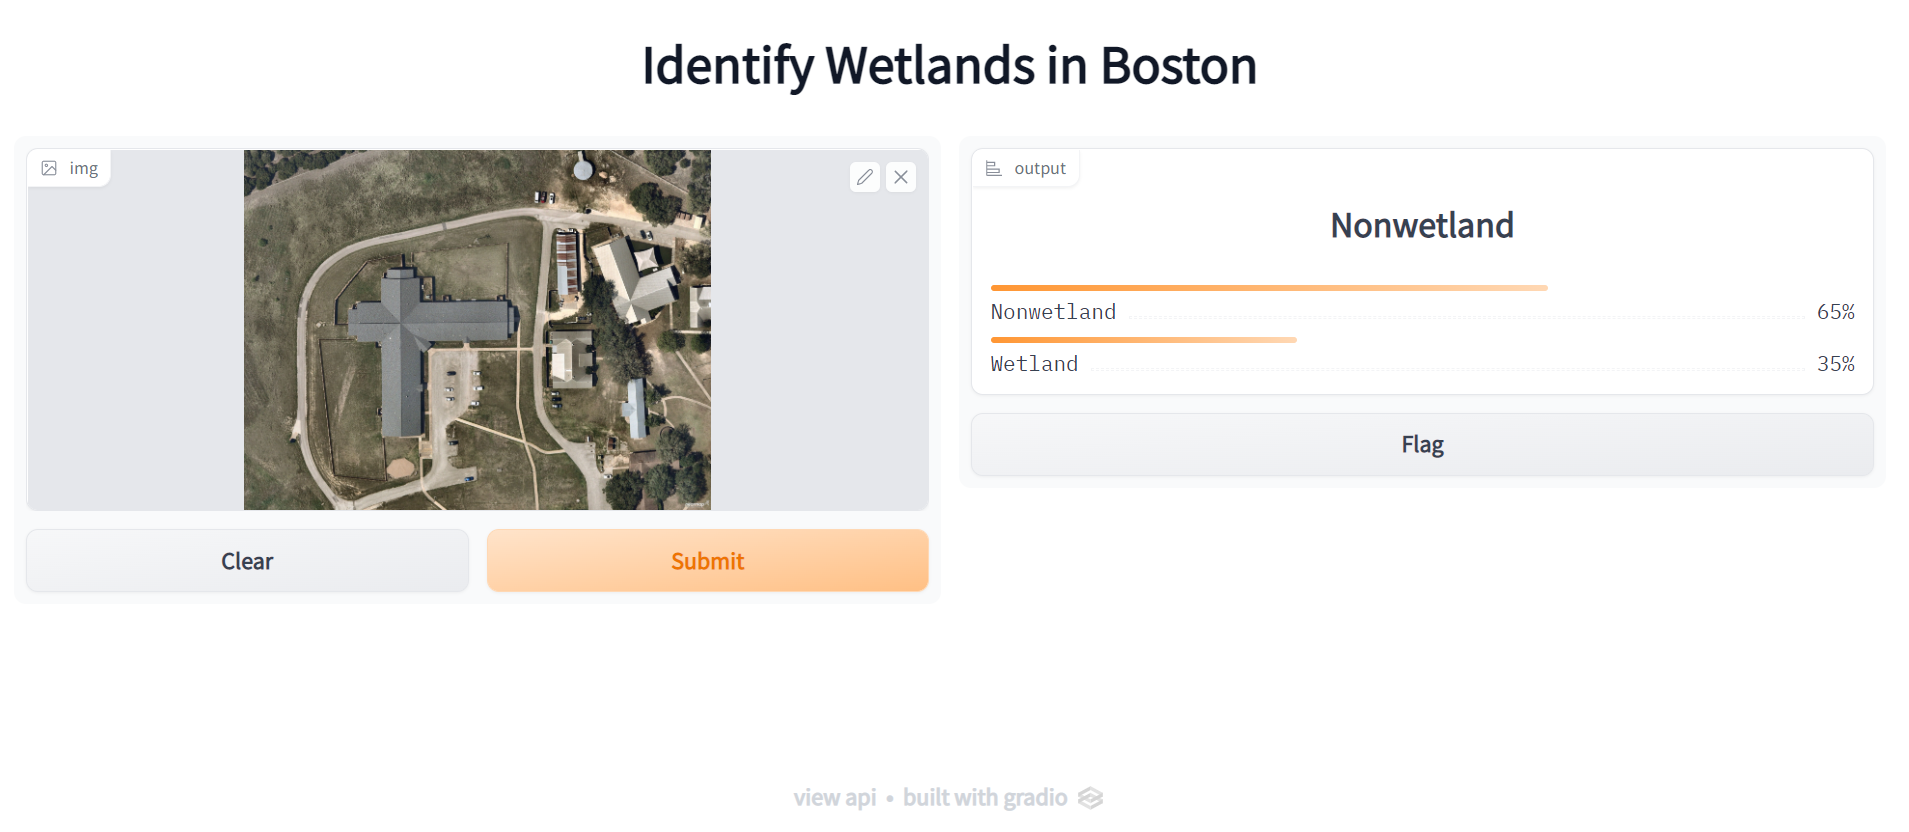 Identify Wetlands in Boston
img
output
Nonwetland
Nonwetland 65%
Wetland 35%
Flag
Clear
Submit
view api • built with gradio